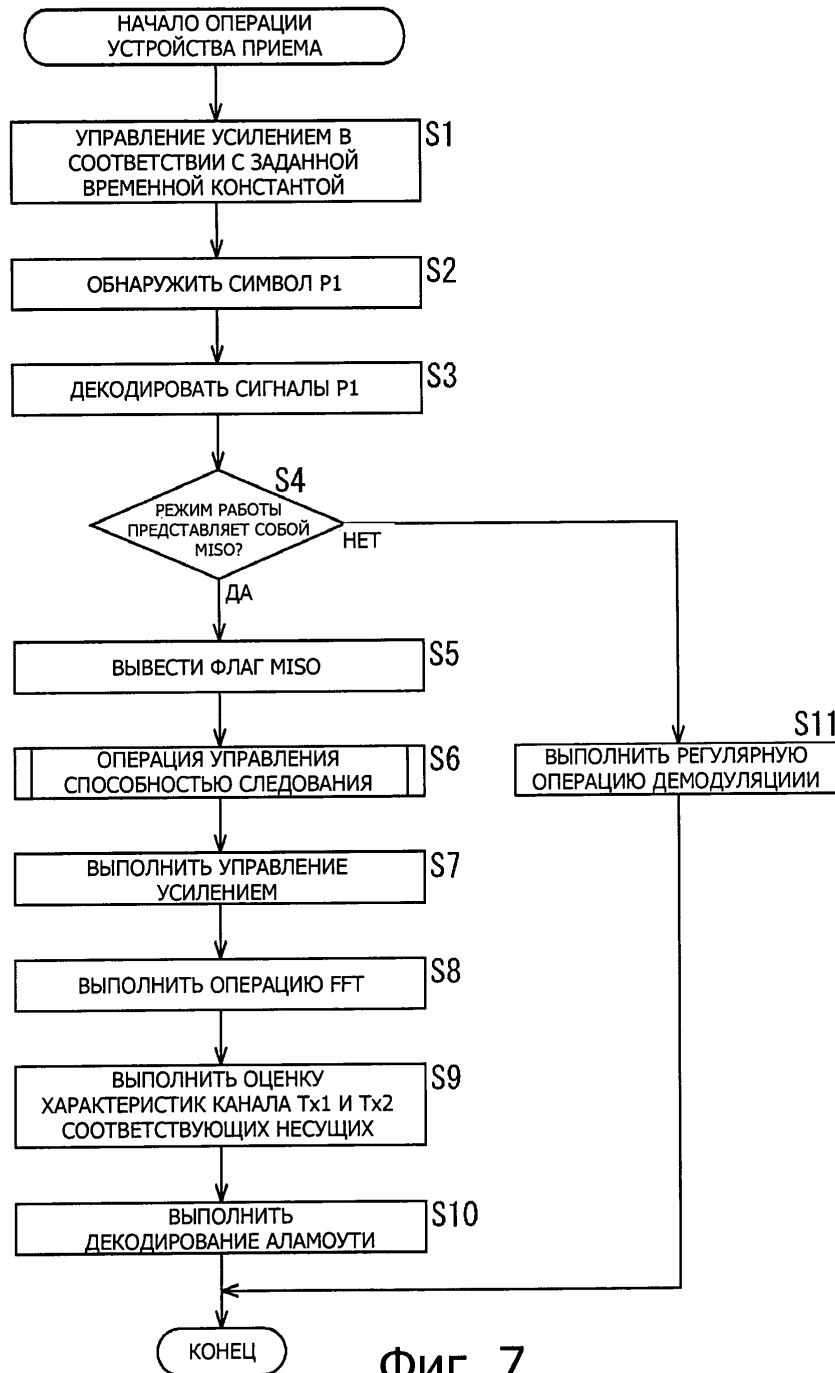 НАЧАЛО ОПЕРАЦИИ
УСТРОЙСТВА ПРИЕМА
УПРАВЛЕНИЕ УСИЛЕНИЕМ В
СООТВЕТСТВИИ С ЗАДАННОЙ
ВРЕМЕННОЙ КОНСТАНТОЙ
S1
ОБНАРУЖИТЬ СИМВОЛ P1
S2
ДЕКОДИРОВАТЬ СИГНАЛЫ P1
S3
S4
РЕЖИМ РАБОТЫ
ПРЕДСТАВЛЯЕТ СОБОЙ
MISO?
НЕТ
ДА
ВЫВЕСТИ ФЛАГ MISO
S5
ОПЕРАЦИЯ УПРАВЛЕНИЯ
СПОСОБНОСТЬЮ СЛЕДОВАНИЯ
S6
S11
ВЫПОЛНИТЬ РЕГУЛЯРНУЮ
ОПЕРАЦИЮ ДЕМОДУЛЯЦИИИ
ВЫПОЛНИТЬ УПРАВЛЕНИЕ
УСИЛЕНИЕМ
S7
ВЫПОЛНИТЬ ОПЕРАЦИЮ FFT
S8
ВЫПОЛНИТЬ ОЦЕНКУ
ХАРАКТЕРИСТИК КАНАЛА Tx1 И Tx2
СООТВЕТСТВУЮЩИХ НЕСУЩИХ
S9
ВЫПОЛНИТЬ
ДЕКОДИРОВАНИЕ АЛАМОУТИ
S10
КОНЕЦ
Фиг. 7